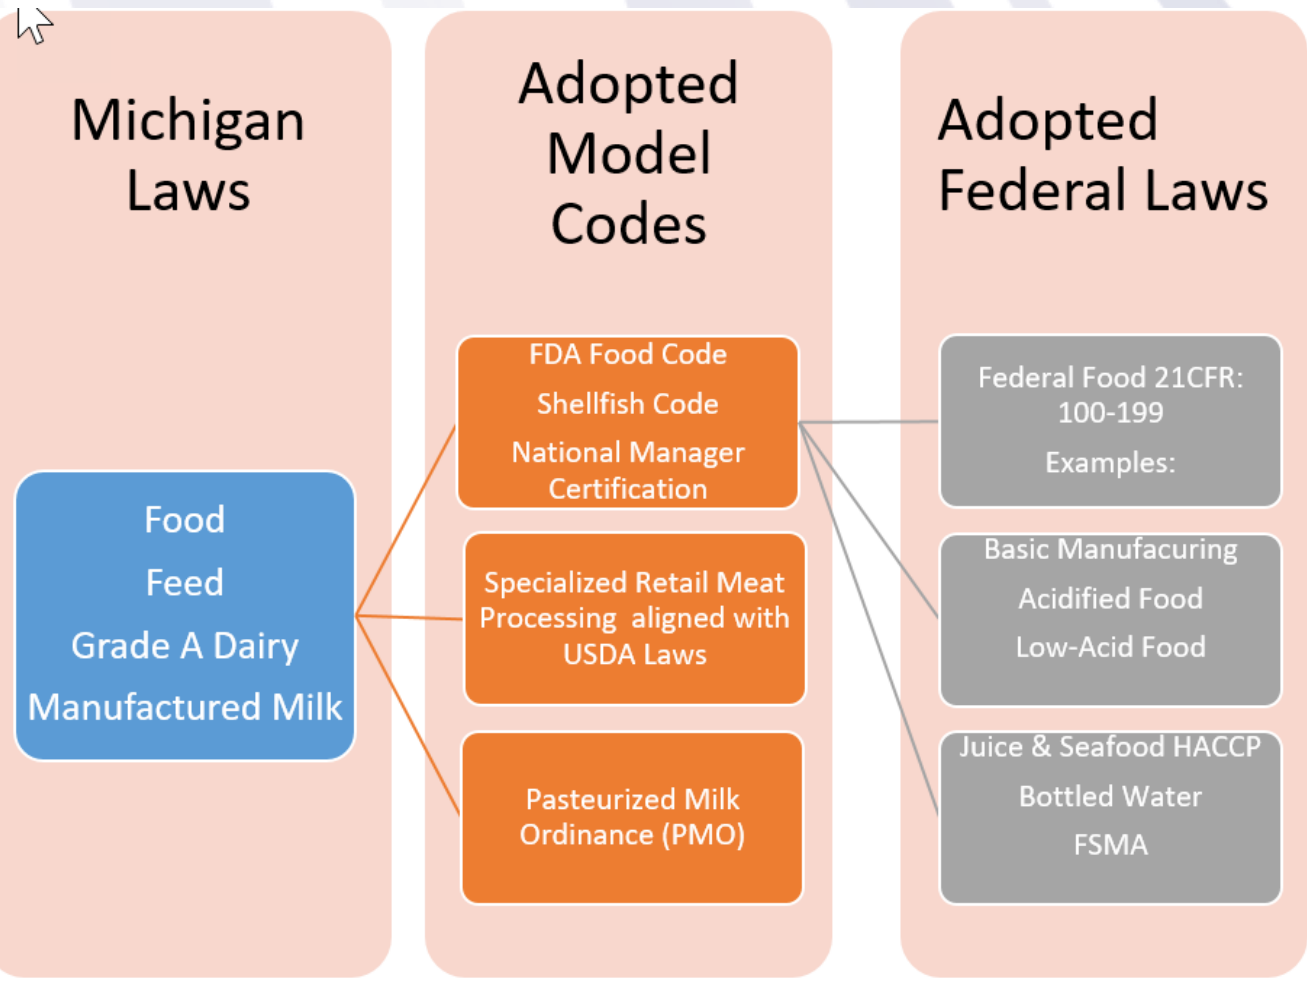 Michigan
Laws
Food
Feed
Grade A Dairy
Manufactured Milk
Adopted
Model
Codes
FDA Food Code
Shellfish Code
National Manager
Certification
Specialized Retail Meat
Processing  aligned with
USDA Laws
Pasteurized Milk
Ordinance (PMO)
Adopted
Federal Laws
Federal Food 21CFR:
100-199
Examples:
Basic Manufacuring
Acidified Food
Low-Acid Food
Juice & Seafood HACCP
Bottled Water
FSMA